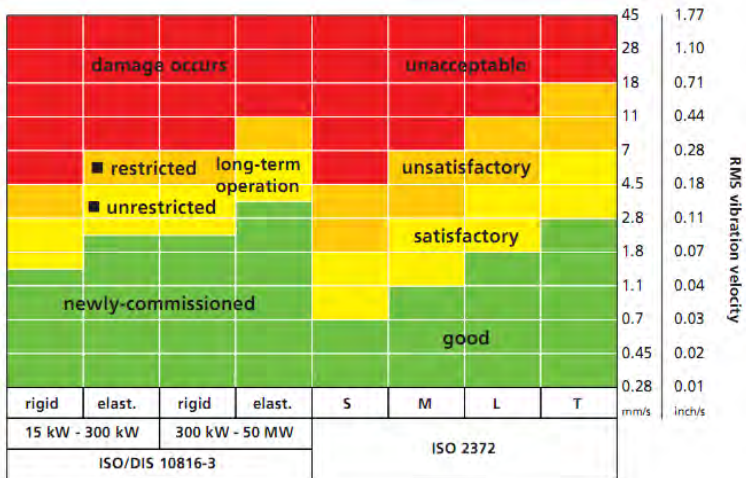 45 1.77
28 1.10
damage occurs unacceptable
18 0.71
11 0.44
7 0.28
■ restricted long-term operation unsatisfactory
4.5 0.18
■ unrestricted
2.8 0.11
satisfactory
1.8 0.07
1.1 0.04
newly-commissioned
0.7 0.03
good
0.45 0.02
0.28 0.01
rigid elast. rigid elast. S M L T mm/s inch/s
15 kW - 300 kW 300 kW - 50 MW
ISO 2372
ISO/DIS 10816-3
RMS vibration velocity